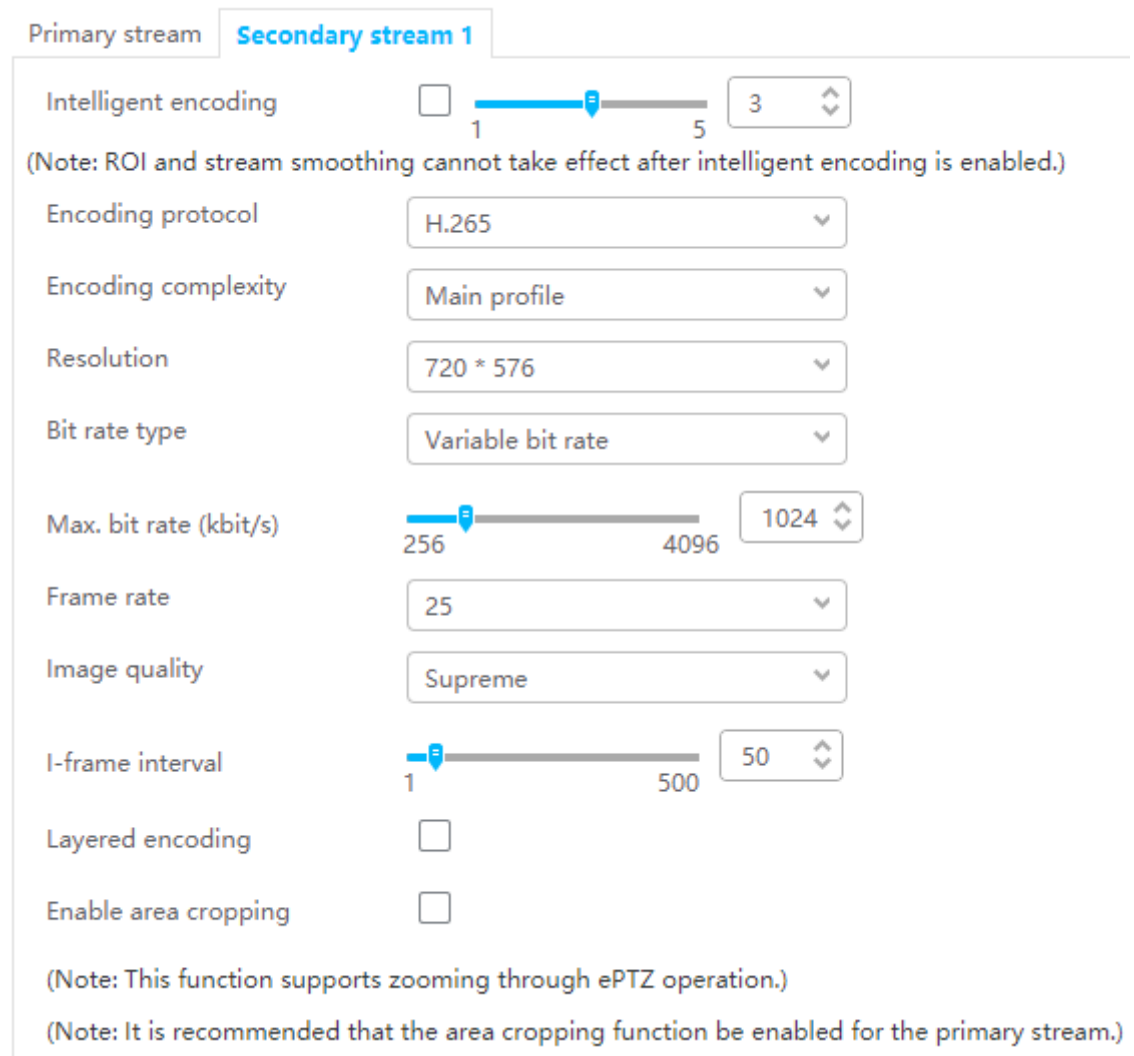 Primary stream Secondary stream 1
Intelligent encoding 3
1 5
(Note: ROI and stream smoothing cannot take effect after intelligent encoding is enabled.)
Encoding protocol H.265
Encoding complexity Main profile
Resolution 720 * 576
Bit rate type Variable bit rate
Max. bit rate (kbit/s) 1024
256 4096
Frame rate 25
Image quality Supreme
I-frame interval 50
1 500
Layered encoding
Enable area cropping
(Note: This function supports zooming through ePTZ operation.)
(Note: It is recommended that the area cropping function be enabled for the primary stream.)